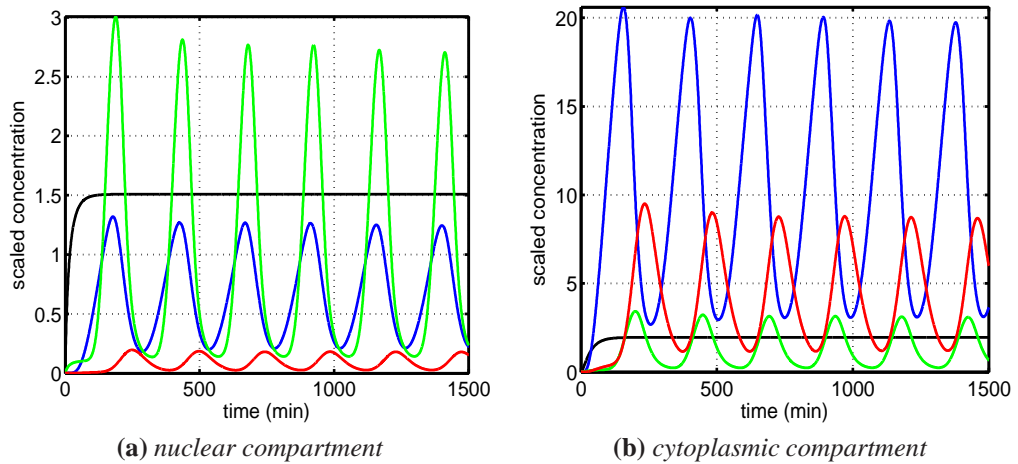 3
2.5
2
1.5
1
0.5
0
0 500 1000 1500
scaled concentration
time (min)
(a) nuclear compartment
20
15
10
5
0
0 500 1000 1500
scaled concentration
time (min)
(b) cytoplasmic compartment